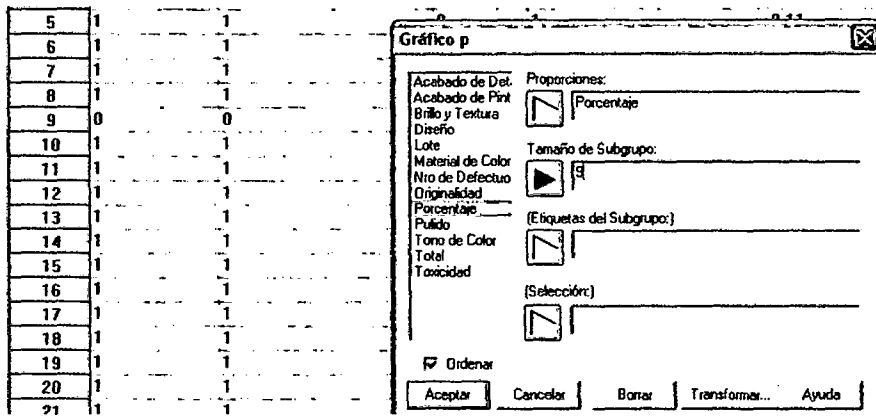 5 1 1 0 1 0.11
6 1 1
7 1 1
8 1 1
9 0 0
10 1 1
11 1 1
12 1 1
13 1 1
14 1 1
15 1 1
16 1 1
17 1 1
18 1 1
19 1 1
20 1 1
21 1 1
Gráfico p
Acabado de Det.
Acabado de Pint
Brillo y Textura
Diseño
Lote
Material de Color
Nro de Defectuo
Originalidad
Porcentaje
Pulido
Tono de Color
Total
Toxicidad
Proporciones:
Porcentaje
Tamaño de Subgrupo:
9
(Etiquetas del Subgrupo:)
(Selección:)
Ordenar
Aceptar Cancelar Borrar Transformar... Ayuda